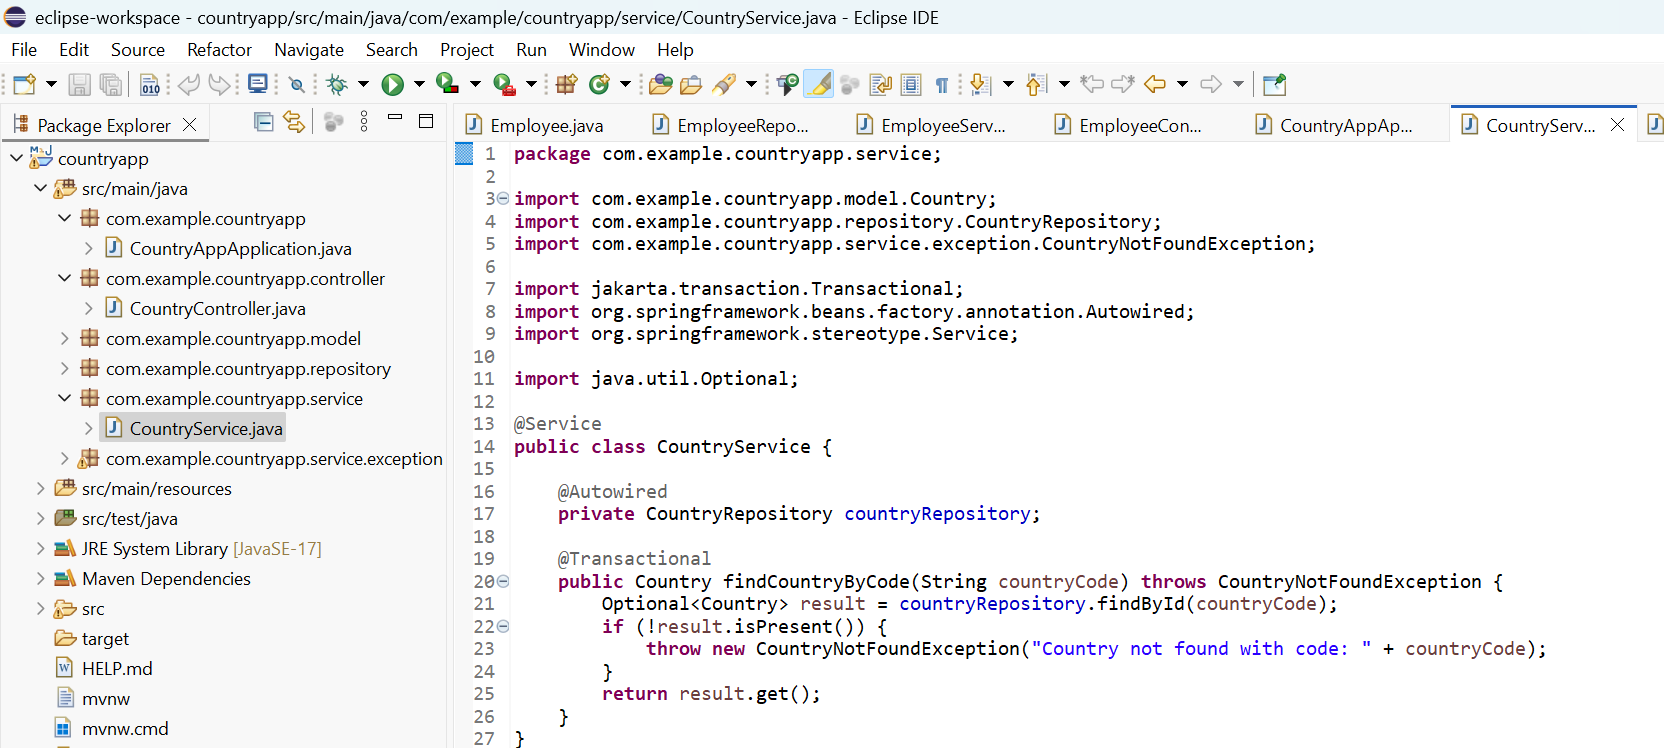 eclipse-workspace - countryapp/src/main/java/com/example/countryapp/service/CountryService.java - Eclipse IDE
File Edit Source Refactor Navigate Search Project Run Window Help
010
Package Explorer
countryapp
src/main/java
com.example.countryapp
CountryAppApplication.java
com.example.countryapp.controller
CountryController.java
com.example.countryapp.model
com.example.countryapp.repository
com.example.countryapp.service
CountryService.java
com.example.countryapp.service.exception
src/main/resources
src/test/java
JRE System Library [JavaSE-17]
Maven Dependencies
src
target
HELP.md
mvnw
mvnw.cmd
Employee.java EmployeeRepo... EmployeeServ... EmployeeCon... CountryAppAp... CountryServ...
1 package com.example.countryapp.service;
2
3 import com.example.countryapp.model.Country;
4 import com.example.countryapp.repository.CountryRepository;
5 import com.example.countryapp.service.exception.CountryNotFoundException;
6
7 import jakarta.transaction.Transactional;
8 import org.springframework.beans.factory.annotation.Autowired;
9 import org.springframework.stereotype.Service;
10
11 import java.util.Optional;
12
13 @Service
14 public class CountryService {
15
16 @Autowired
17 private CountryRepository countryRepository;
18
19 @Transactional
20 public Country findCountryByCode(String countryCode) throws CountryNotFoundException {
21 Optional<Country> result = countryRepository.findById(countryCode);
22 if (!result.isPresent()) {
23 throw new CountryNotFoundException("Country not found with code: " + countryCode);
24 }
25 return result.get();
26 }
27 }